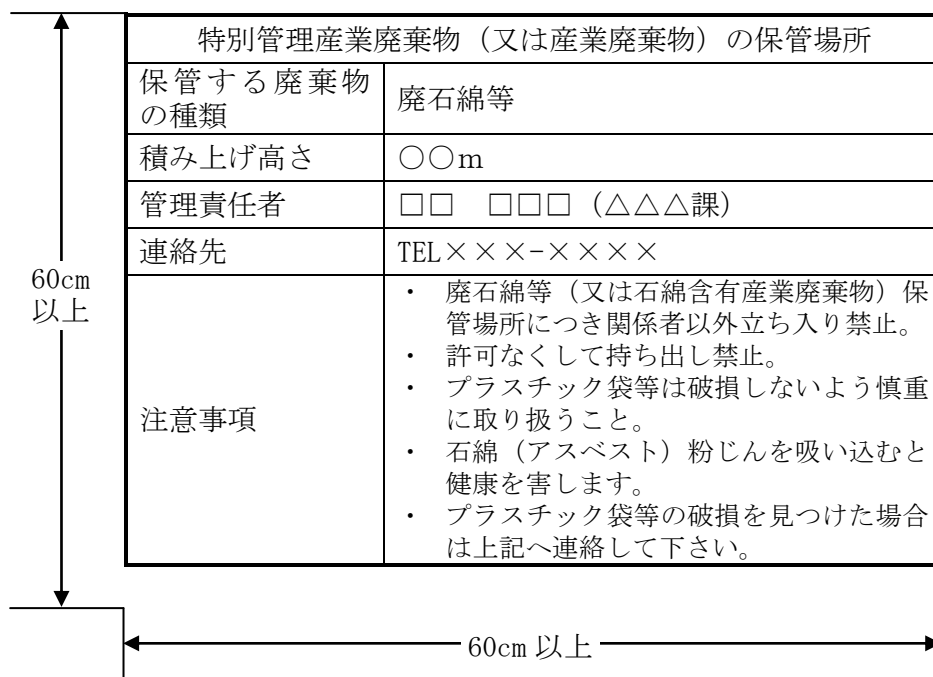 特別管理産業廃棄物（又は産業廃棄物）の保管場所
保管する廃棄物
の種類
廃石綿等
積み上げ高さ
○○ｍ
管理責任者
□□　□□□（△△△課）
連絡先
TEL×××-××××
注意事項
・　廃石綿等（又は石綿含有産業廃棄物）保
管場所につき関係者以外立ち入り禁止。
・　許可なくして持ち出し禁止。
・　プラスチック袋等は破損しないよう慎重
に取り扱うこと。
・　石綿（アスベスト）粉じんを吸い込むと
健康を害します。
・　プラスチック袋等の破損を見つけた場合
は上記へ連絡して下さい。
60cm
以上
60cm 以上